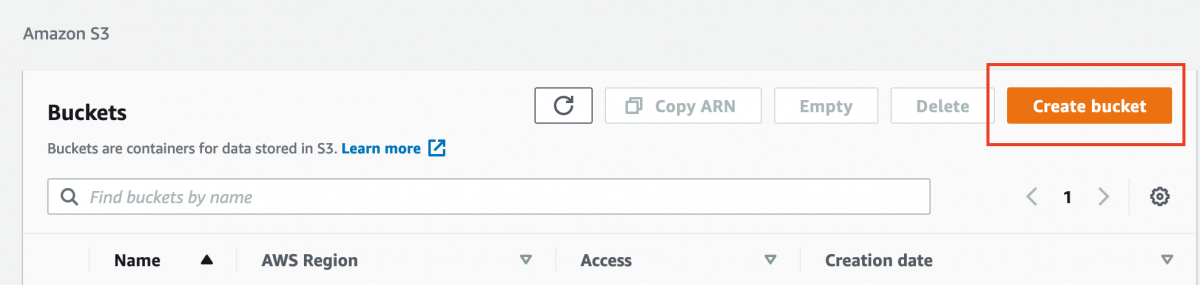 Amazon S3
Buckets
Copy ARN
Empty
Delete
Create bucket
Buckets are containers for data stored in S3. Learn more
Find buckets by name
1
Name
AWS Region
Access
Creation date